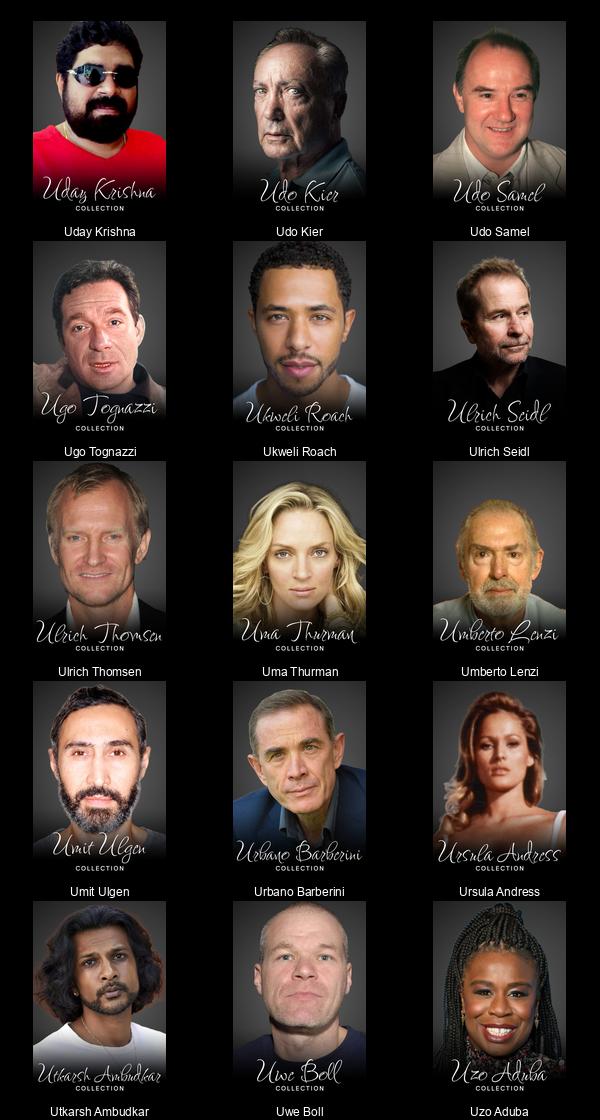 Uday Krishna
COLLECTION
Udo Kier
COLLECTION
Udo Samel
COLLECTION
Uday Krishna
Udo Kier
Udo Samel
Ugo Tognazzi
COLLECTION
Ukweli Roach
COLLECTION
Ulrich Seidl
COLLECTION
Ugo Tognazzi
Ukweli Roach
Ulrich Seidl
Ulrich Thomsen
COLLECTION
Uma Thurman
COLLECTION
Umberto Lenzi
COLLECTION
Ulrich Thomsen
Uma Thurman
Umberto Lenzi
Umit Ulgen
COLLECTION
Urbano Barberini
COLLECTION
Ursula Andress
COLLECTION
Umit Ulgen
Urbano Barberini
Ursula Andress
Utkarsh Ambudkar
COLLECTION
Uwe Boll
COLLECTION
Uzo Aduba
COLLECTION
Utkarsh Ambudkar
Uwe Boll
Uzo Aduba